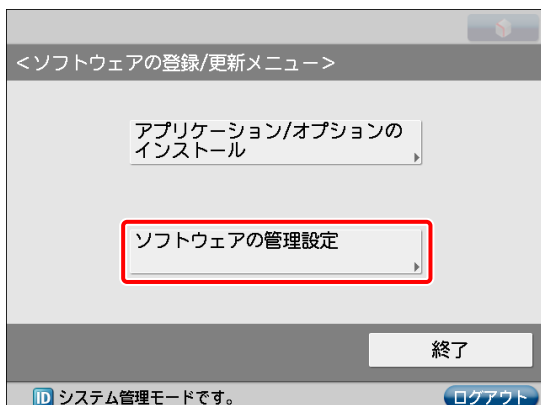 <ソフトウェアの登録/更新メニュー>
アプリケーション/オプションの
インストール
ソフトウェアの管理設定
終了
ID システム管理モードです。
ログアウト